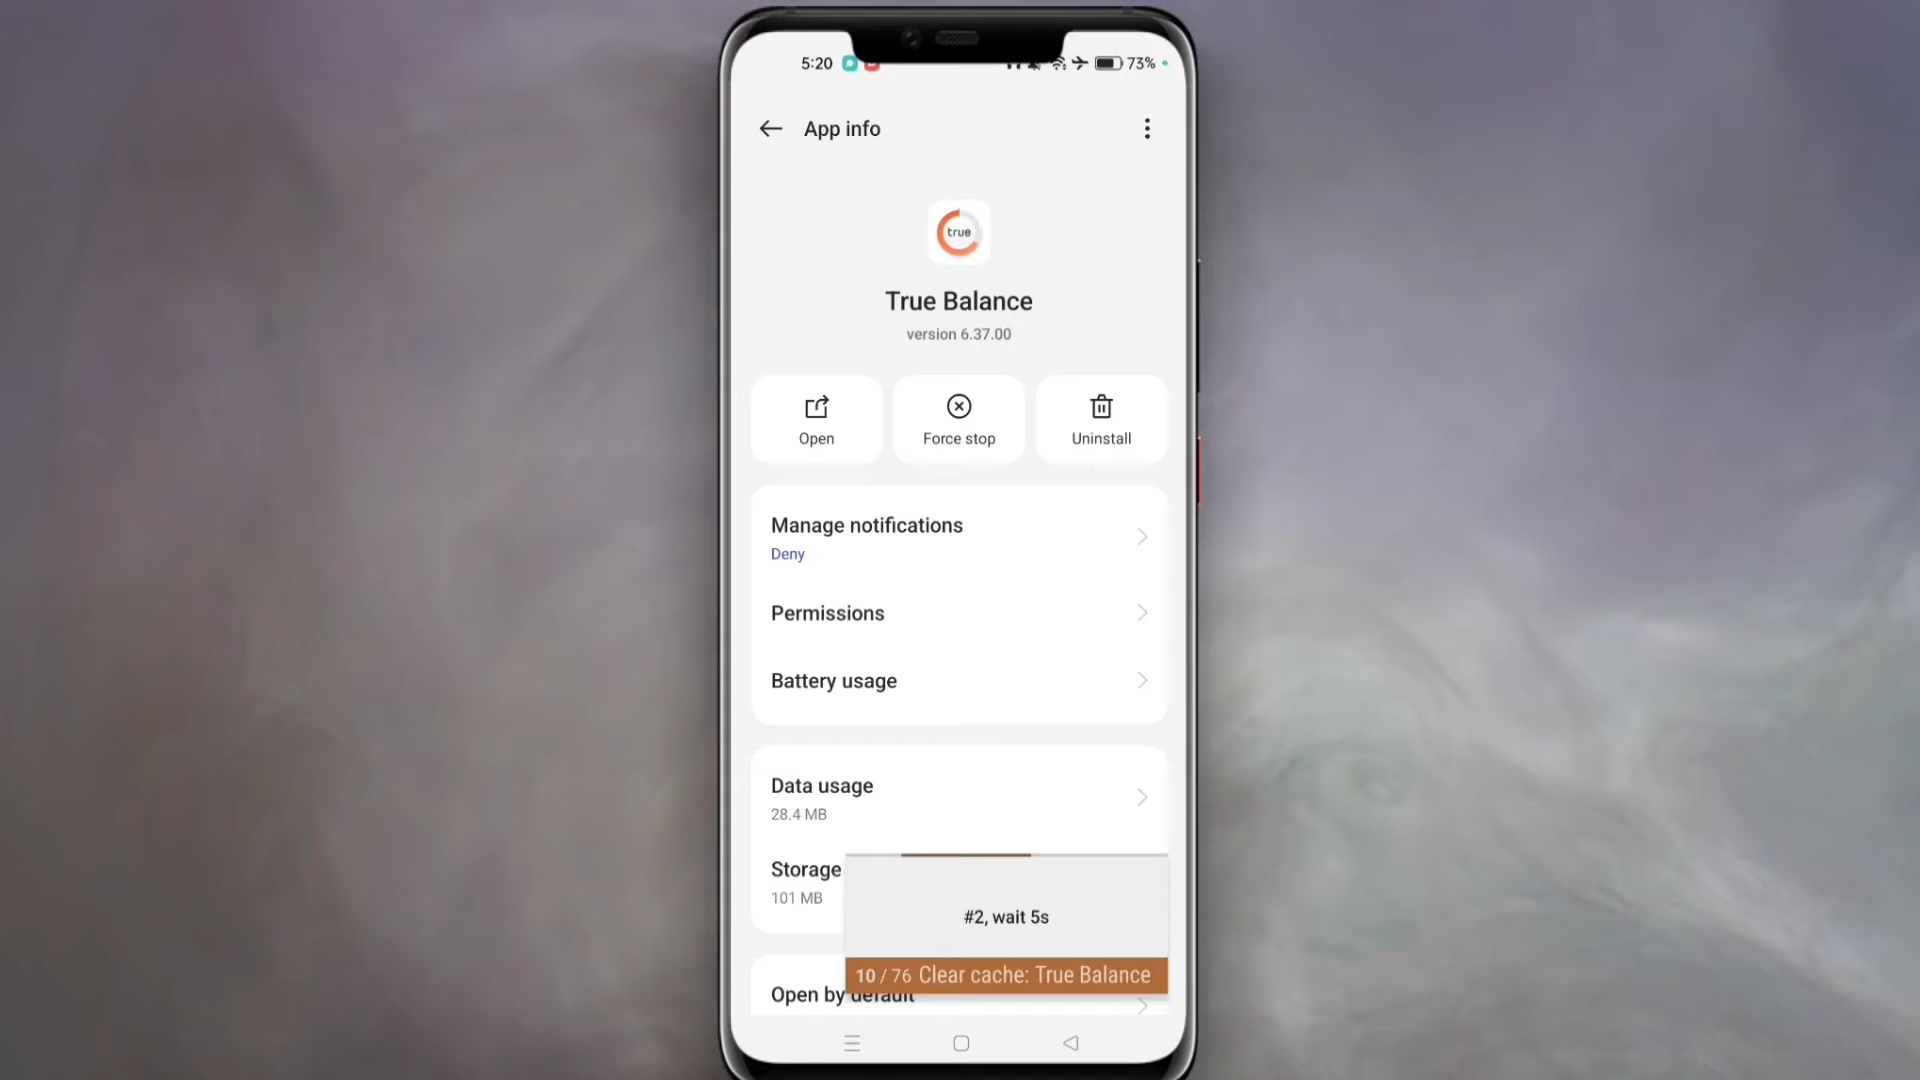 5:20
73%
App info
true
True Balance
version 6.37.00
Open
Force stop
Uninstall
Manage notifications
Deny
Permissions
Battery usage
Data usage
28.4 MB
Storage
101 MB
#2, wait 5s
10 / 76 Clear cache: True Balance
Open by default